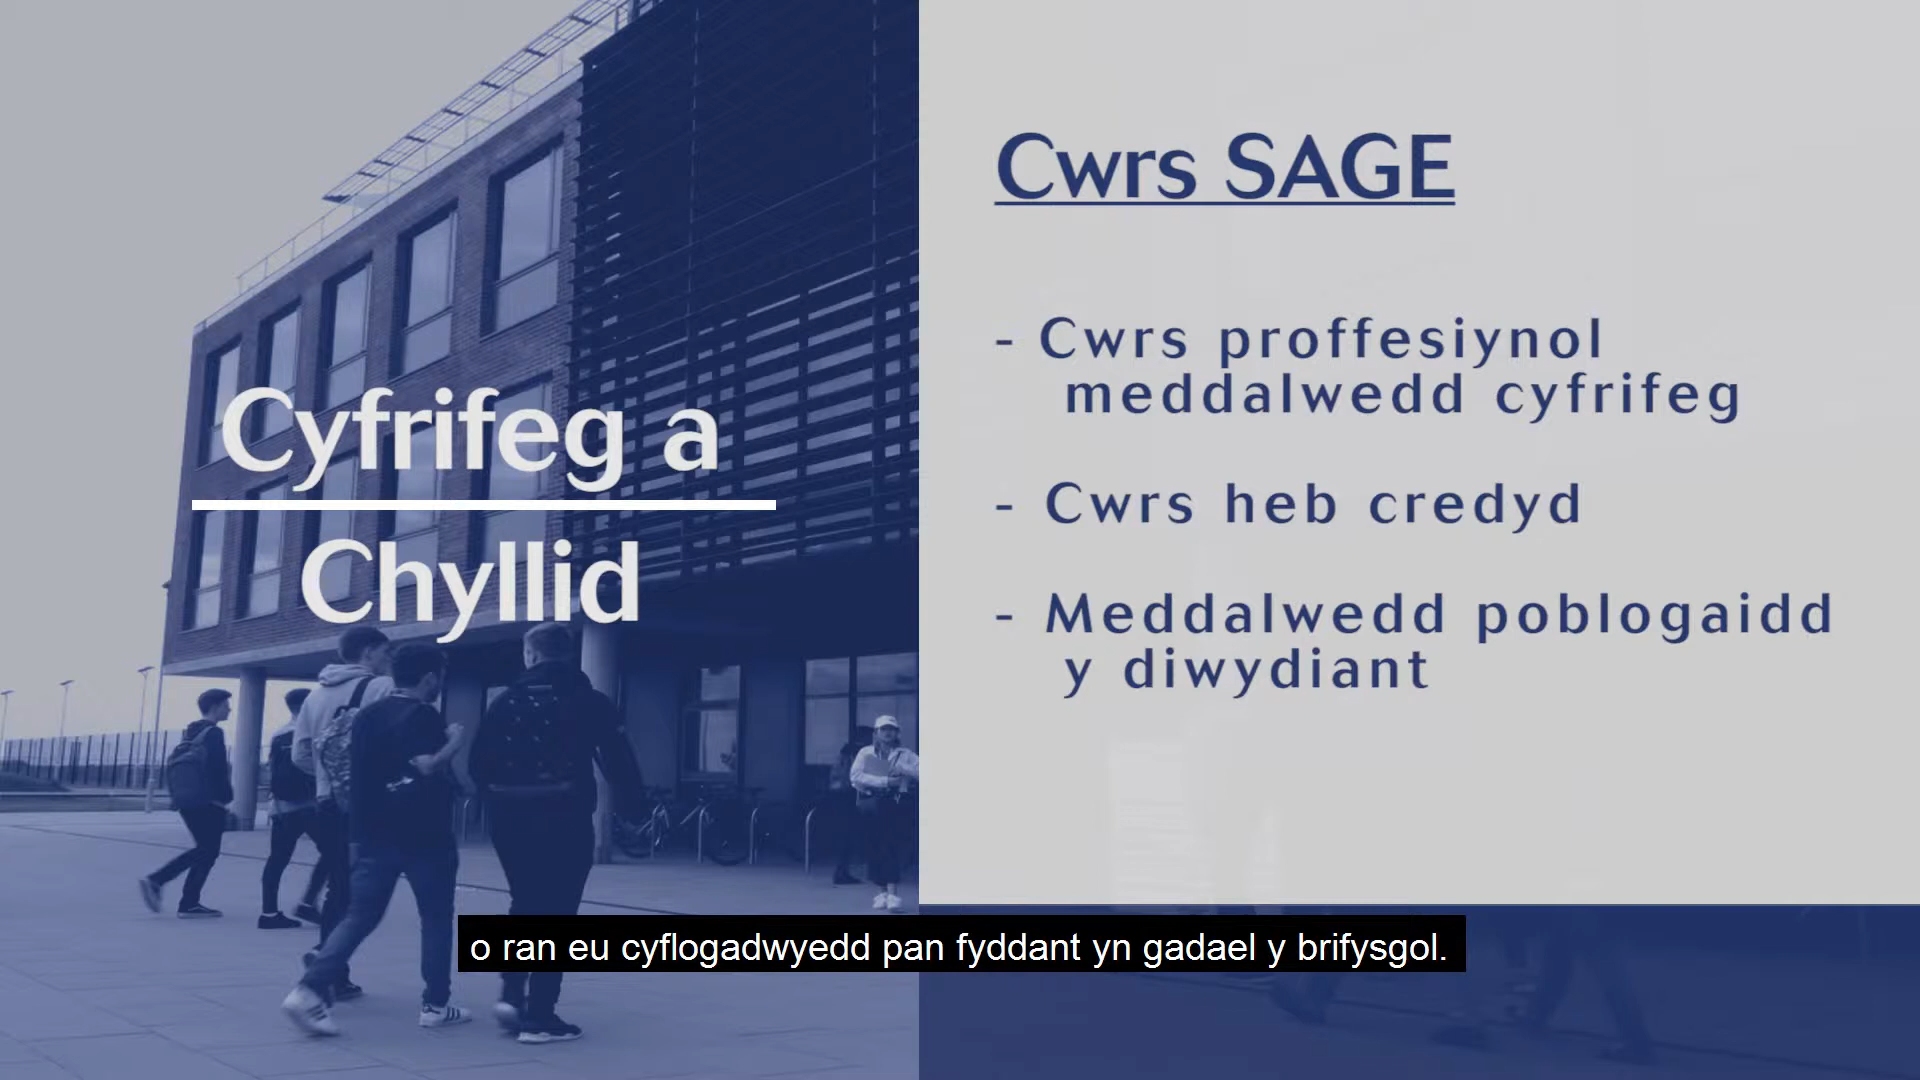 Cyfrifeg a
Chyllid
Cwrs SAGE
- Cwrs proffesiynol
meddalwedd cyfrifeg
- Cwrs heb credyd
- Meddalwedd poblogaidd
y diwydiant
o ran eu cyflogadwyedd pan fyddant yn gadael y brifysgol.